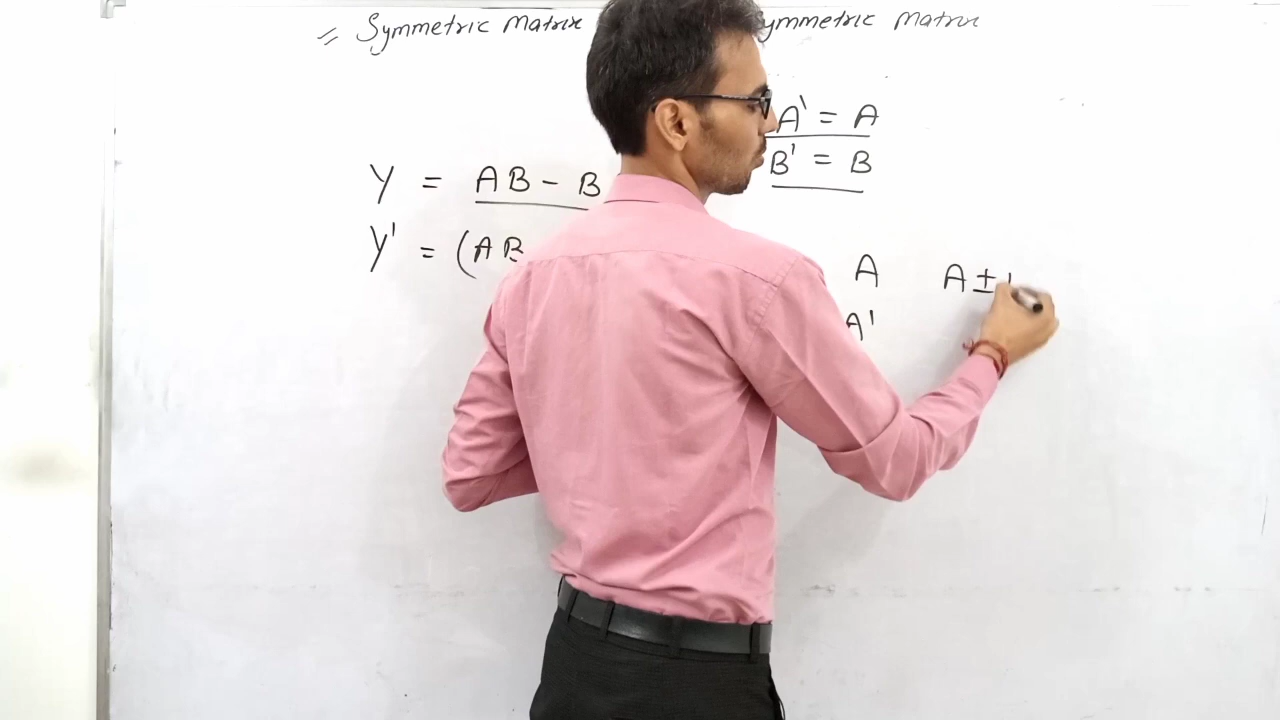 = Symmetric Matrix ymmetric Matrix
A' = A
B' = B
Y = AB - B
Y' = (AB
A A ±
A'